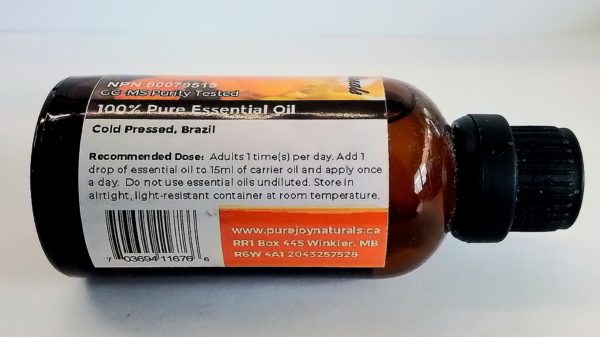 NPN 80079515
GC-MS Purity Tested
100% Pure Essential Oil
Cold Pressed, Brazil
Recommended Dose: Adults 1 time(s) per day. Add 1
drop of essential oil to 15ml of carrier oil and apply once
a day. Do not use essential oils undiluted. Store in
airtight, light-resistant container at room temperature.
www.purejoynaturals.ca
RR1 Box 445 Winkler, MB
R6W 4A1 2043257529
7 03694 11676 6